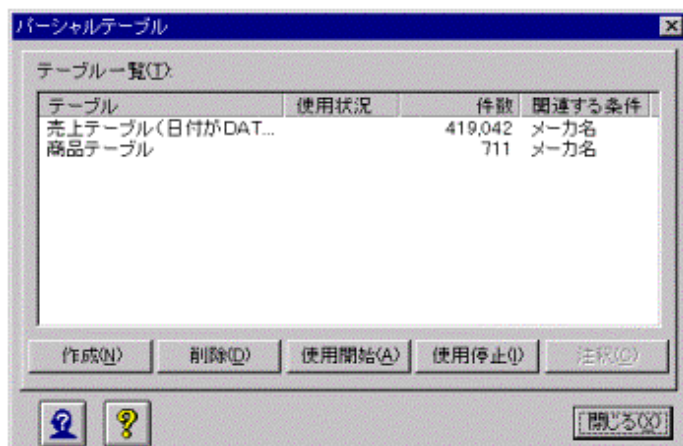 パーシャルテーブル
テーブル一覧(T):
テーブル 使用状況 件数 関連する条件
売上テーブル(日付がDAT... 419,042 メーカ名
商品テーブル 711 メーカ名
作成(N) 削除(D) 使用開始(A) 使用停止(I) 注釈(C)
閉じる(X)